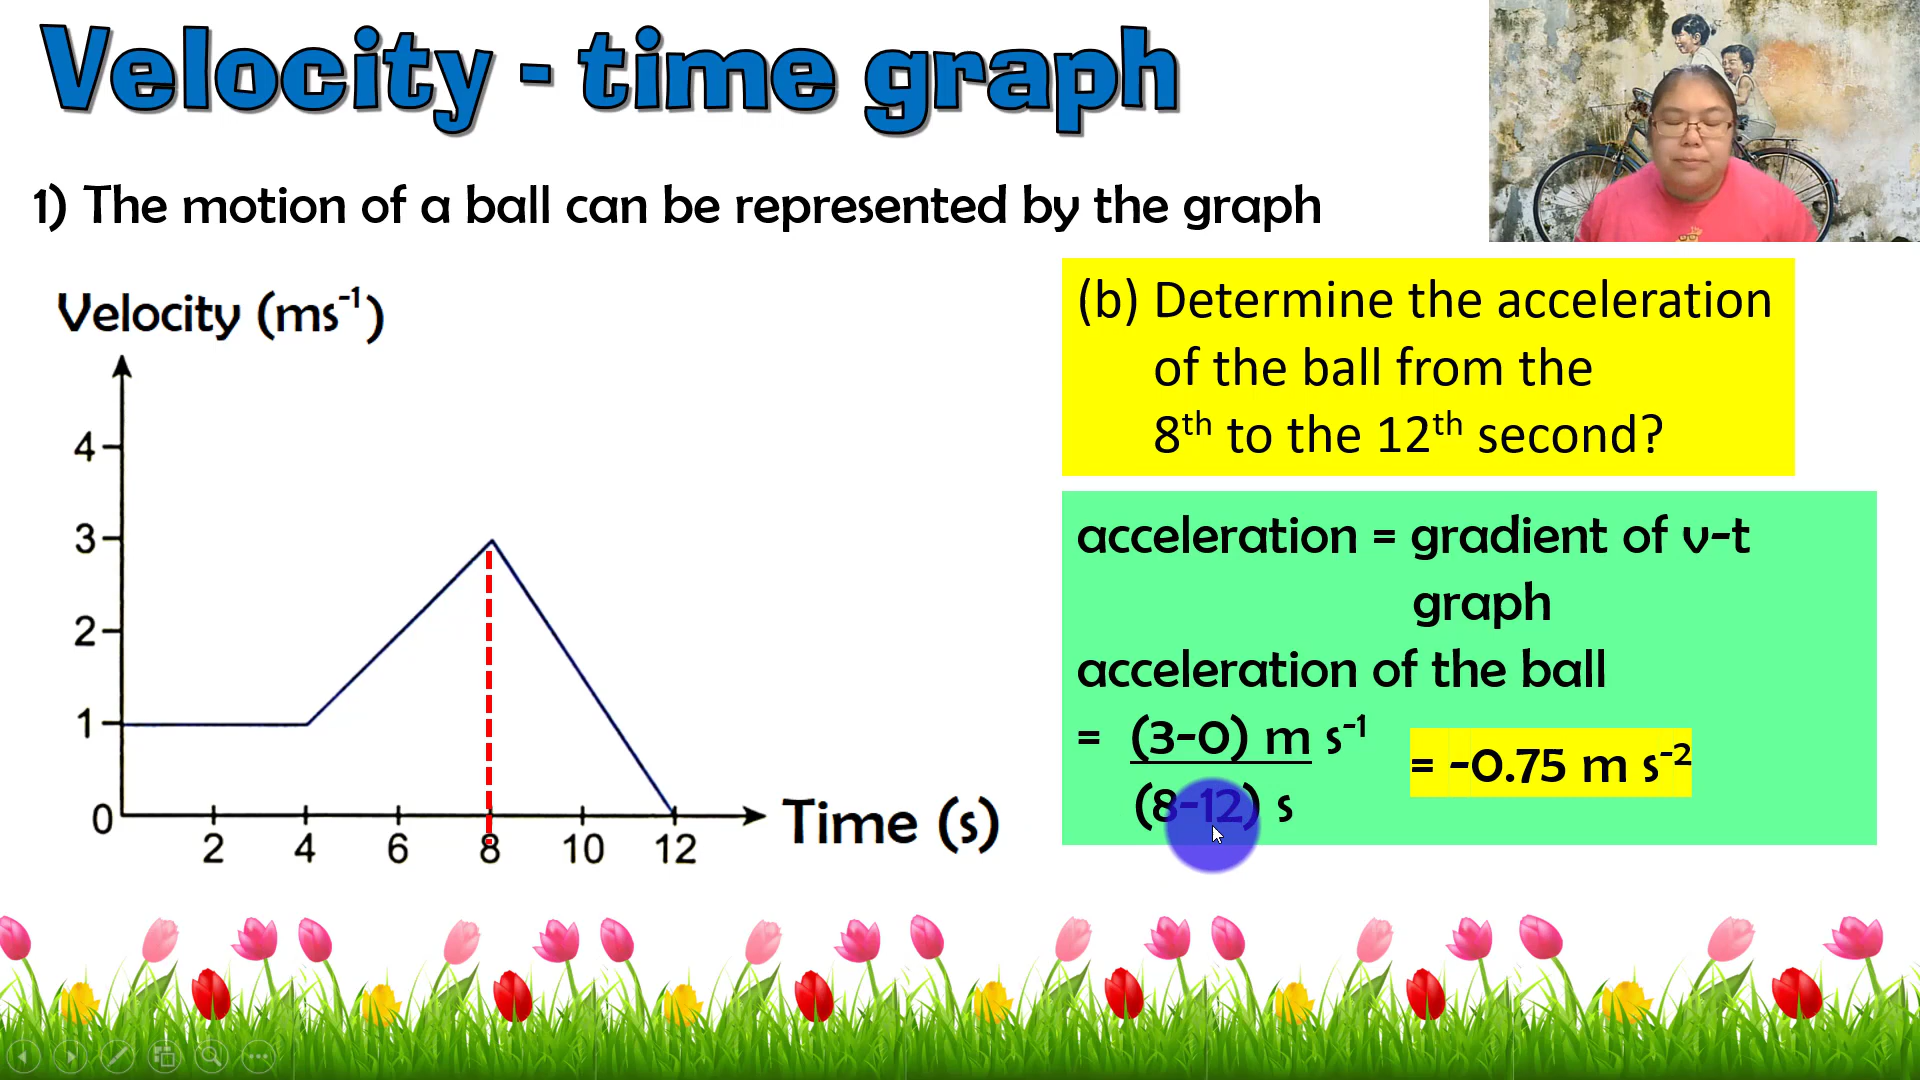 Velocity - time graph
1) The motion of a ball can be represented by the graph
Velocity (ms⁻¹)
4
3
2
1
0
2 4 6 8 10 12
Time (s)
(b) Determine the acceleration
of the ball from the
8ᵗʰ to the 12ᵗʰ second?
acceleration = gradient of v-t
graph
acceleration of the ball
= (3-0) m s⁻¹
(8-12) s
= -0.75 m s⁻²